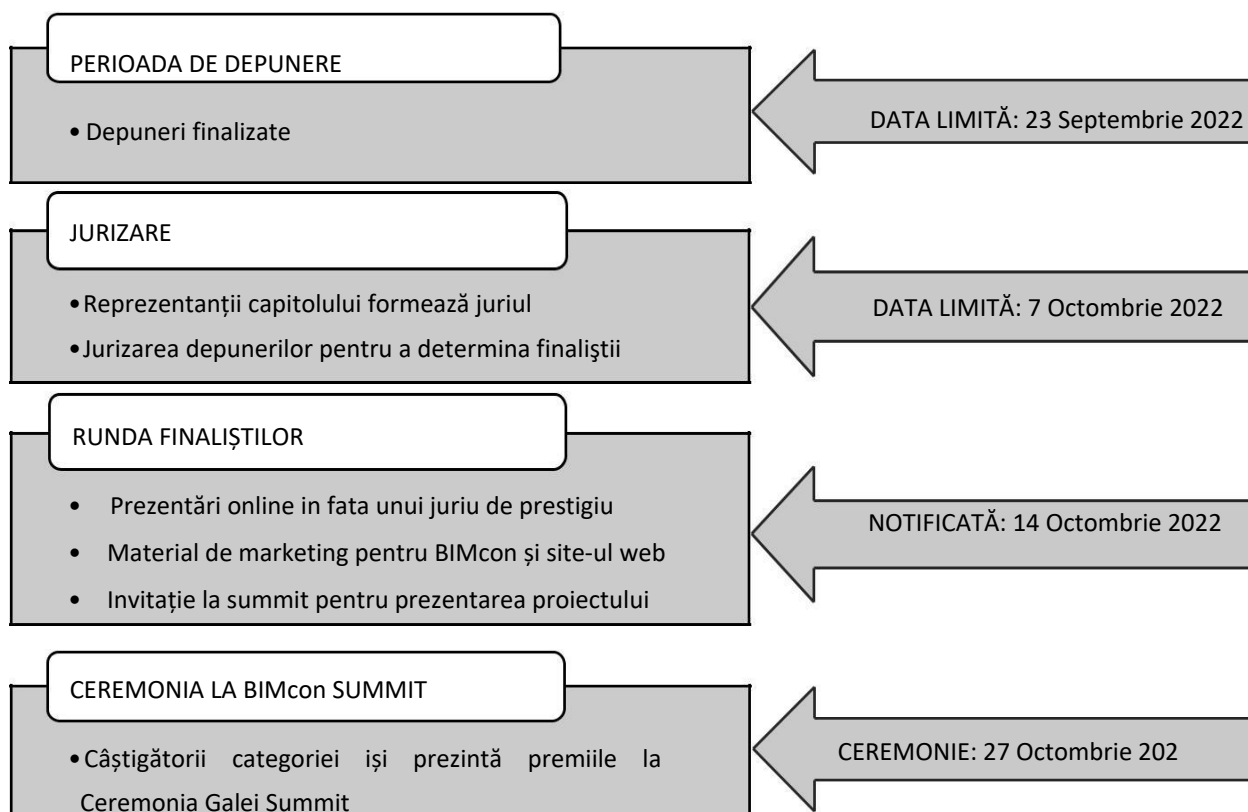 PERIOADA DE DEPUNERE
• Depuneri finalizate
DATA LIMITĂ: 23 Septembrie 2022
JURIZARE
• Reprezentanții capitolului formează juriul
• Jurizarea depunerilor pentru a determina finaliştii
DATA LIMITĂ: 7 Octombrie 2022
RUNDA FINALIȘTILOR
• Prezentări online in fata unui juriu de prestigiu
• Material de marketing pentru BIMcon și site-ul web
• Invitație la summit pentru prezentarea proiectului
NOTIFICATĂ: 14 Octombrie 2022
CEREMONIA LA BIMcon SUMMIT
• Câștigătorii categoriei iși prezintă premiile la
Ceremonia Galei Summit
CEREMONIE: 27 Octombrie 202